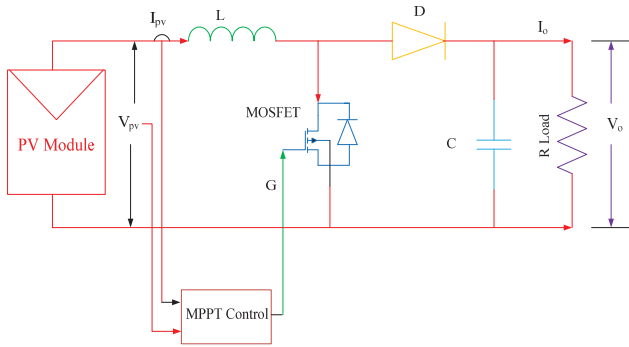 Ipv
L
D
Io
MOSFET
Vpv
PV Module
C
R Load
Vo
G
MPPT Control